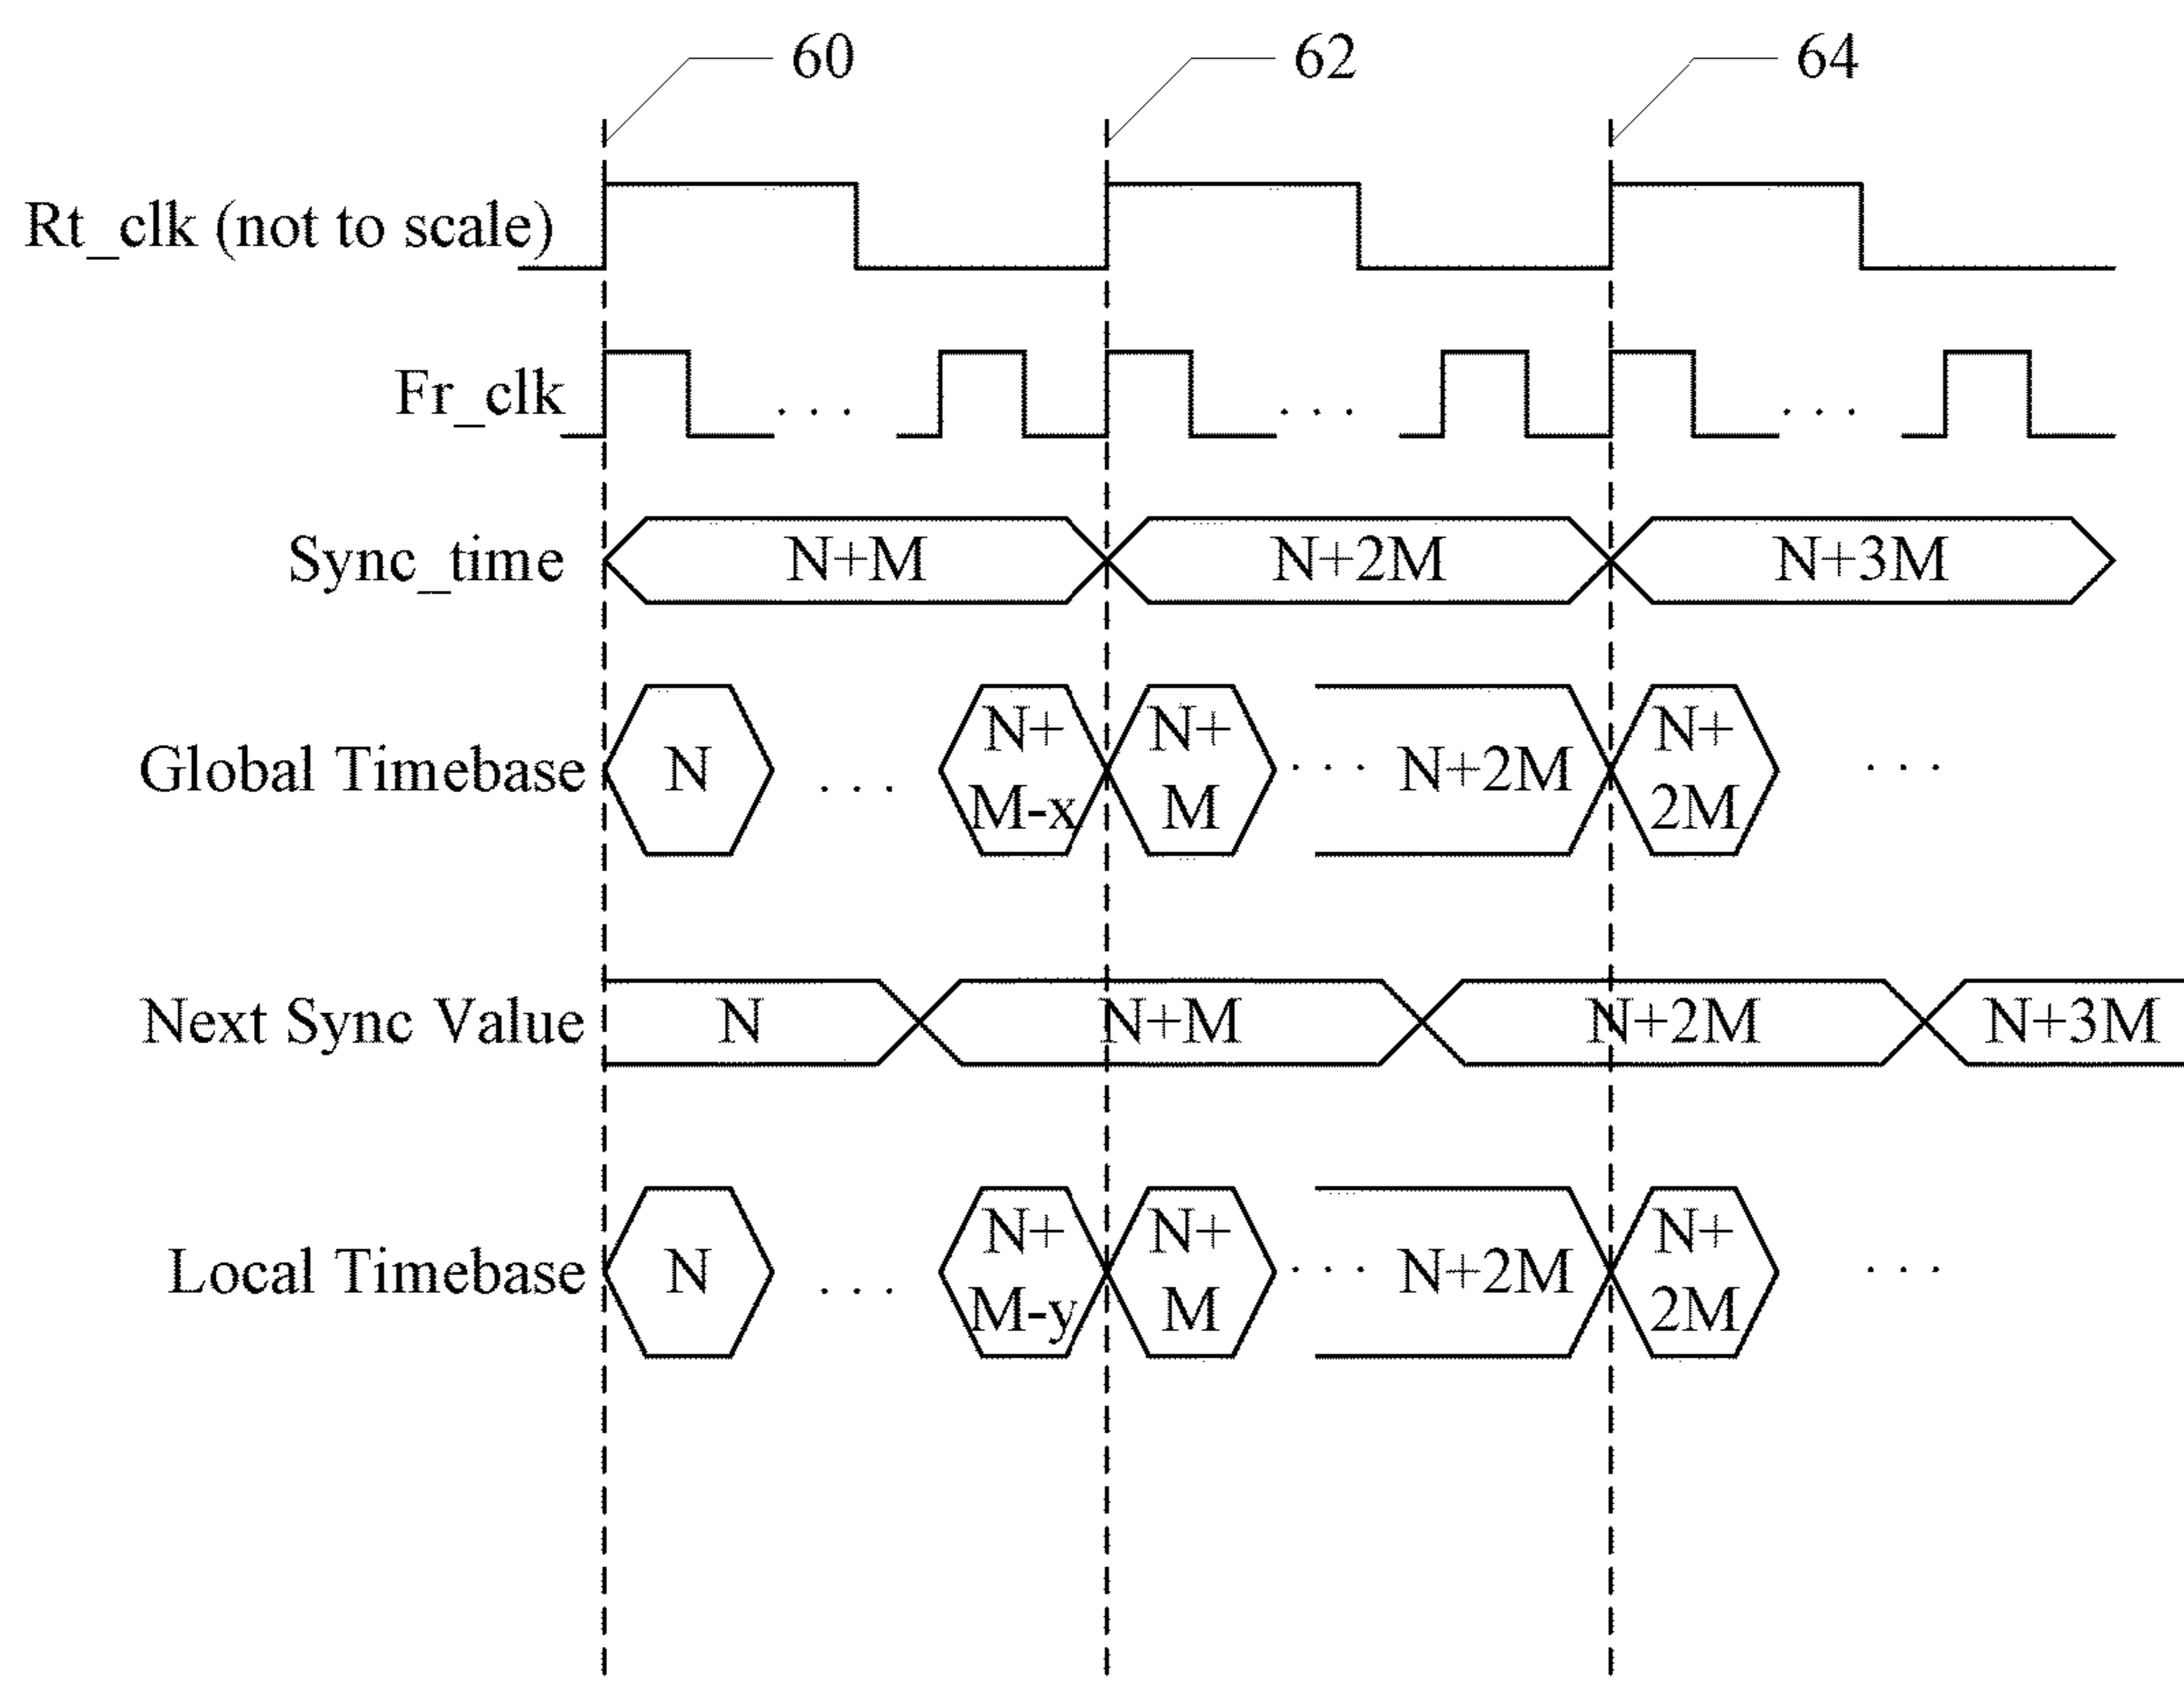 60 62 64
Rt_clk (not to scale)
Fr_clk . . . . . . . . .
Sync_time N+M N+2M N+3M
Global Timebase N . . . N+ M-x N+ M . . . N+2M N+ 2M . . .
Next Sync Value N N+M N+2M N+3M
Local Timebase N . . . N+ M-y N+ M . . . N+2M N+ 2M . . .